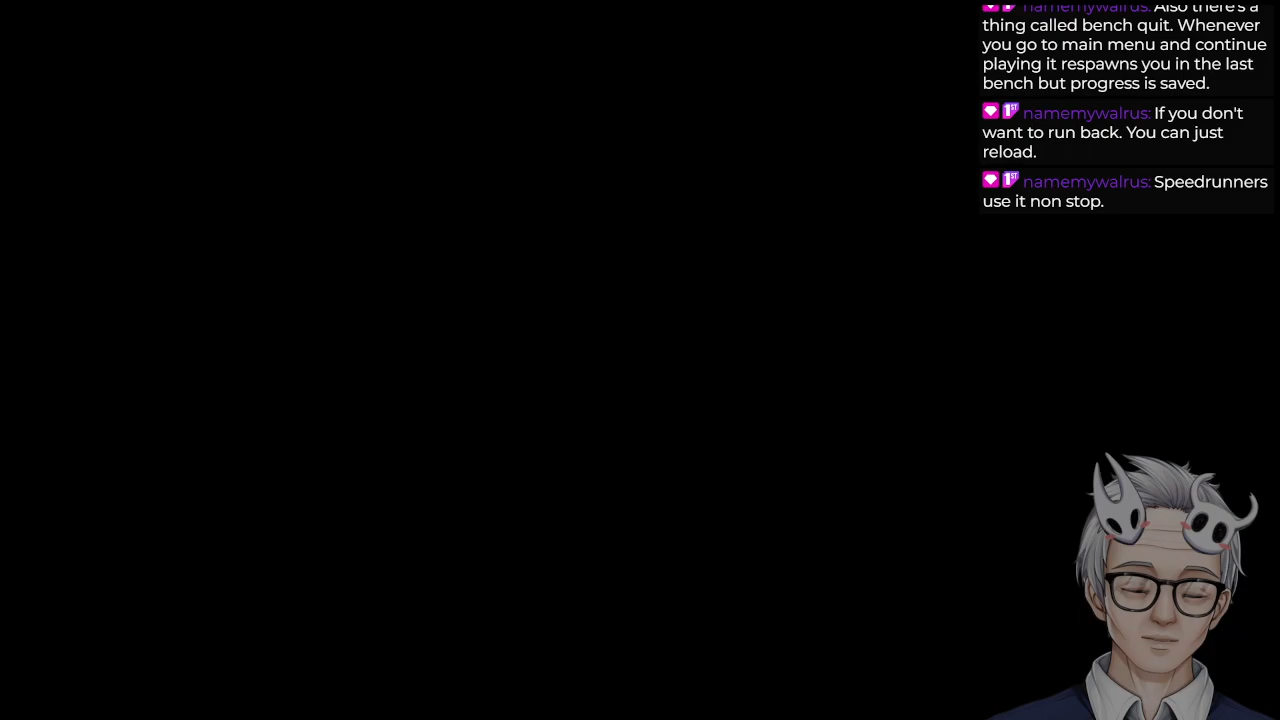 namemywalrus: Also there's a
thing called bench quit. Whenever
you go to main menu and continue
playing it respawns you in the last
bench but progress is saved.
1ST namemywalrus: If you don't
want to run back. You can just
reload.
1ST namemywalrus: Speedrunners
use it non stop.